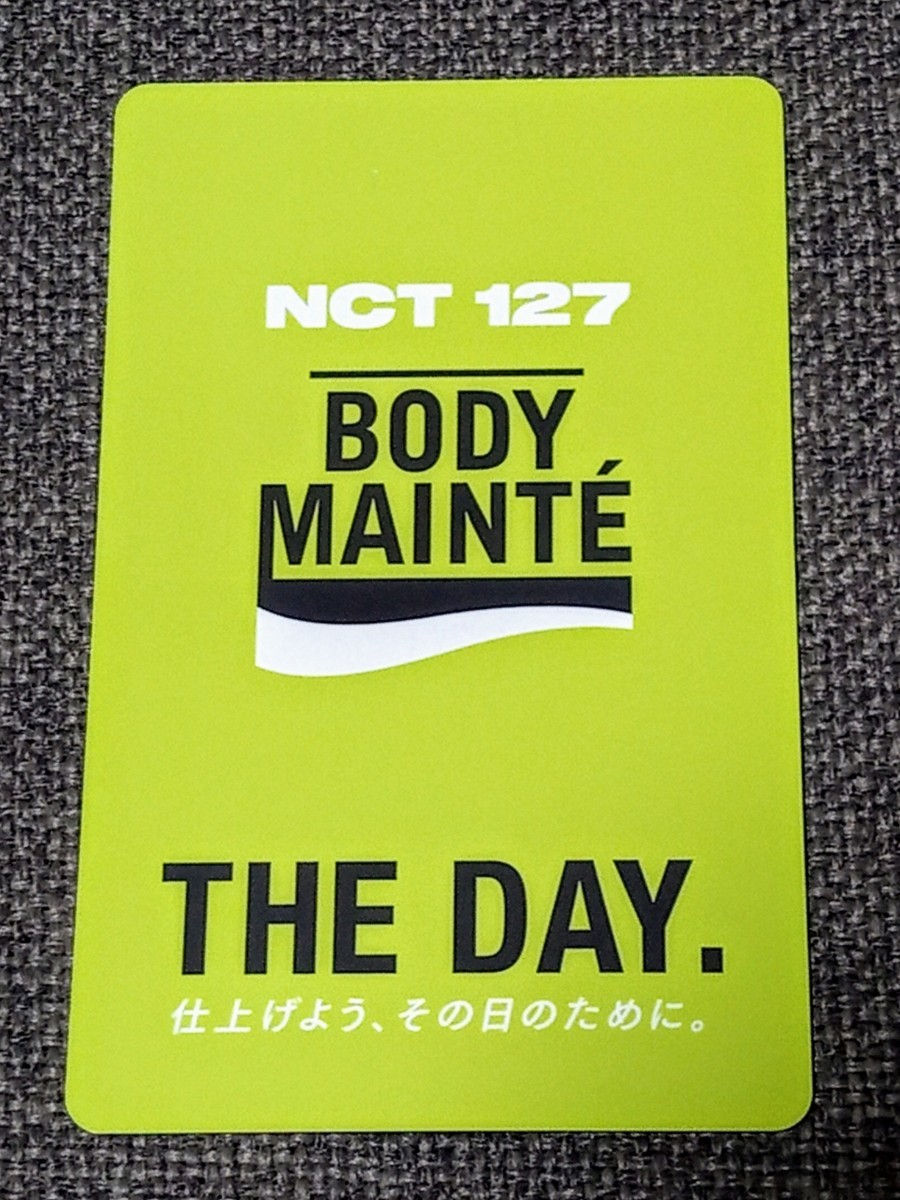 NCT 127
BODY
MAINTÉ
THE DAY.
仕上げよう、その日のために。